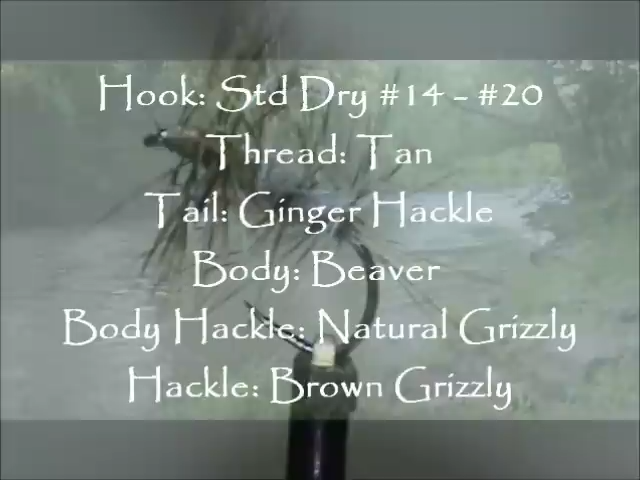 Hook: Std Dry #14 - #20
Thread: Tan
Tail: Ginger Hackle
Body: Beaver
Body Hackle: Natural Grizzly
Hackle: Brown Grizzly